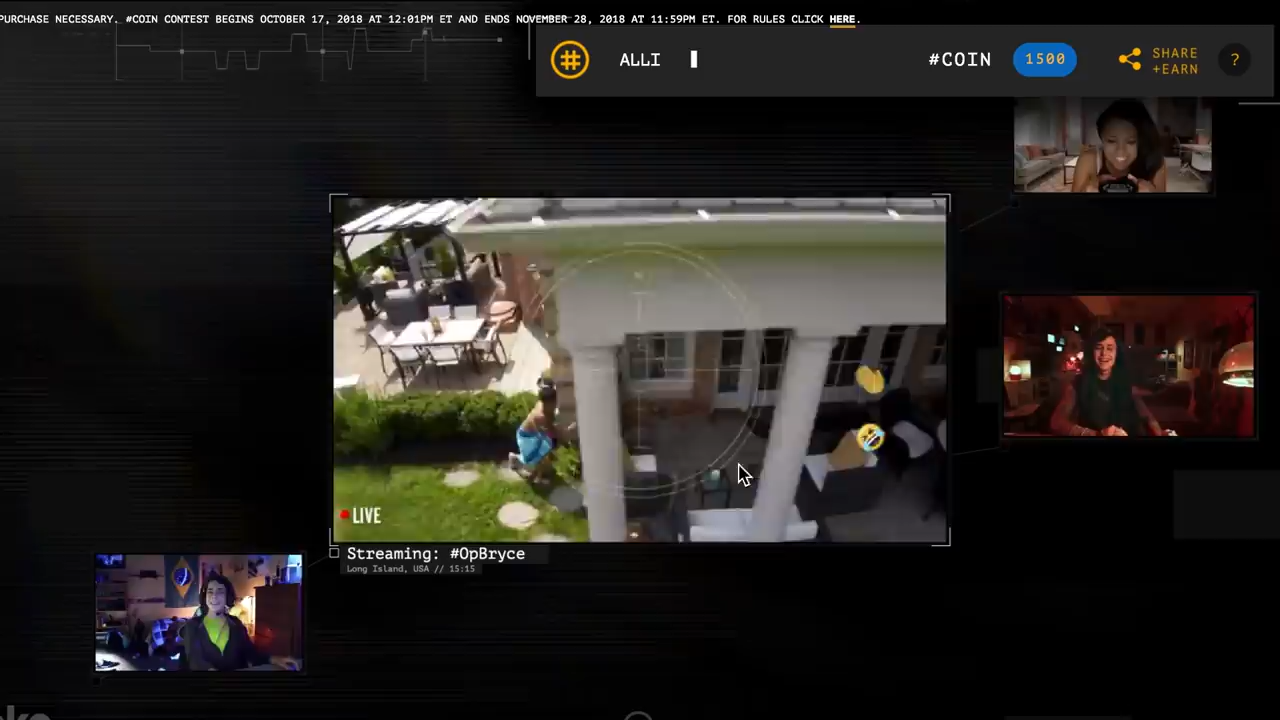 PURCHASE NECESSARY. #COIN CONTEST BEGINS OCTOBER 17, 2018 AT 12:01PM ET AND ENDS NOVEMBER 28, 2018 AT 11:59PM ET. FOR RULES CLICK HERE.
# ALLI #COIN 1500 SHARE ?
+EARN
LIVE
Streaming: #OpBryce
Long Island, USA // 15:15